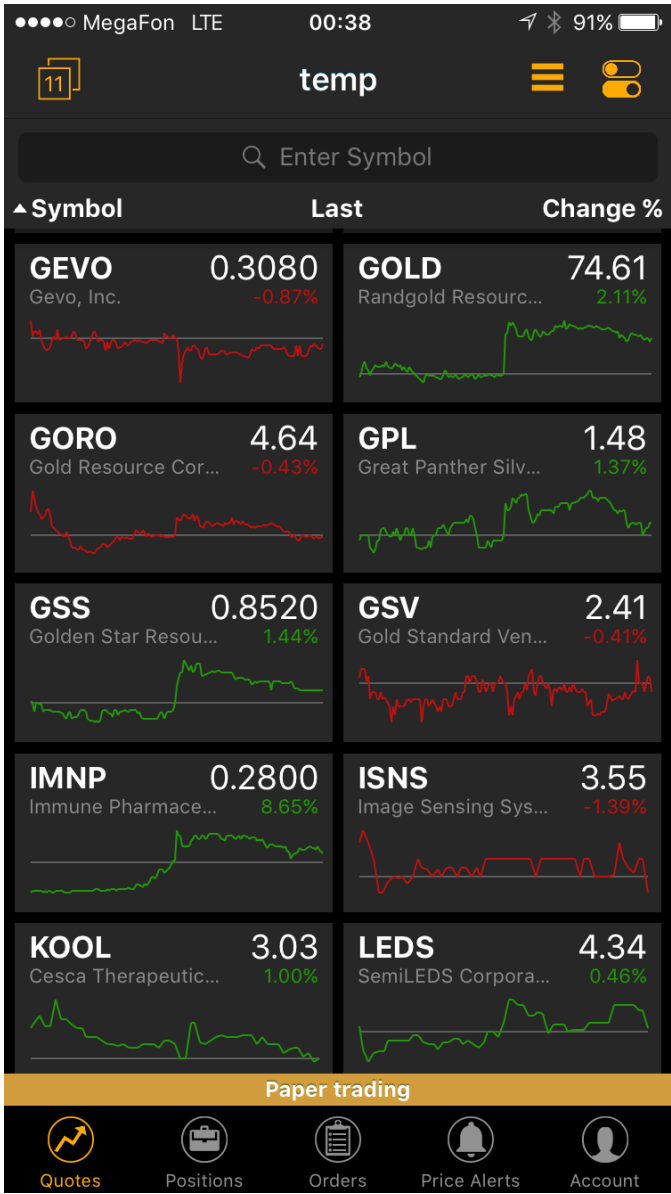 MegaFon LTE 00:38 91%
11 temp
Enter Symbol
Symbol Last Change %
GEVO 0.3080
Gevo, Inc. -0.87%
GOLD 74.61
Randgold Resourc... 2.11%
GORO 4.64
Gold Resource Cor... -0.43%
GPL 1.48
Great Panther Silv... 1.37%
GSS 0.8520
Golden Star Resou... 1.44%
GSV 2.41
Gold Standard Ven... -0.41%
IMNP 0.2800
Immune Pharmace... 8.65%
ISNS 3.55
Image Sensing Sys... -1.39%
KOOL 3.03
Cesca Therapeutic... 1.00%
LEDS 4.34
SemiLEDS Corpora... 0.46%
Paper trading
Quotes Positions Orders Price Alerts Account